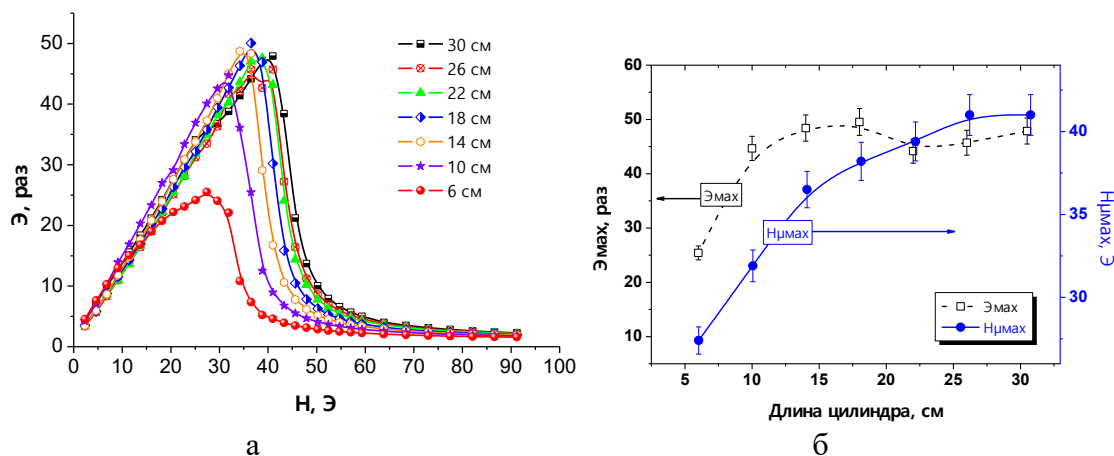 Э, раз
50
40
30
20
10
0
0 10 20 30 40 50 60 70 80 90 100
Н, Э
30 см
26 см
22 см
18 см
14 см
10 см
6 см
а
Эмах, раз
60
50
40
30
20
10
5 10 15 20 25 30
Длина цилиндра, см
Эмах
Нµмах
Эмах
Нµмах
40
35
30
Нµмах, Э
б